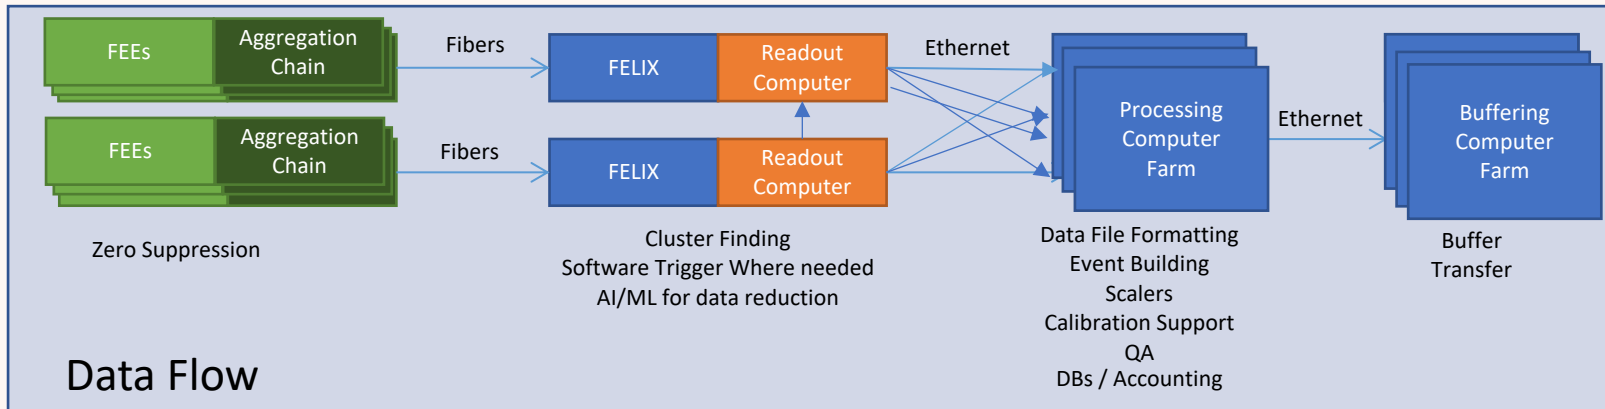 FEEs
Aggregation
Chain
Fibers
FELIX
Readout
Computer
Ethernet
FEEs
Aggregation
Chain
Fibers
FELIX
Readout
Computer
Processing
Computer
Farm
Ethernet
Buffering
Computer
Farm
Zero Suppression
Cluster Finding
Software Trigger Where needed
AI/ML for data reduction
Data File Formatting
Event Building
Scalers
Calibration Support
QA
DBs / Accounting
Buffer
Transfer
Data Flow